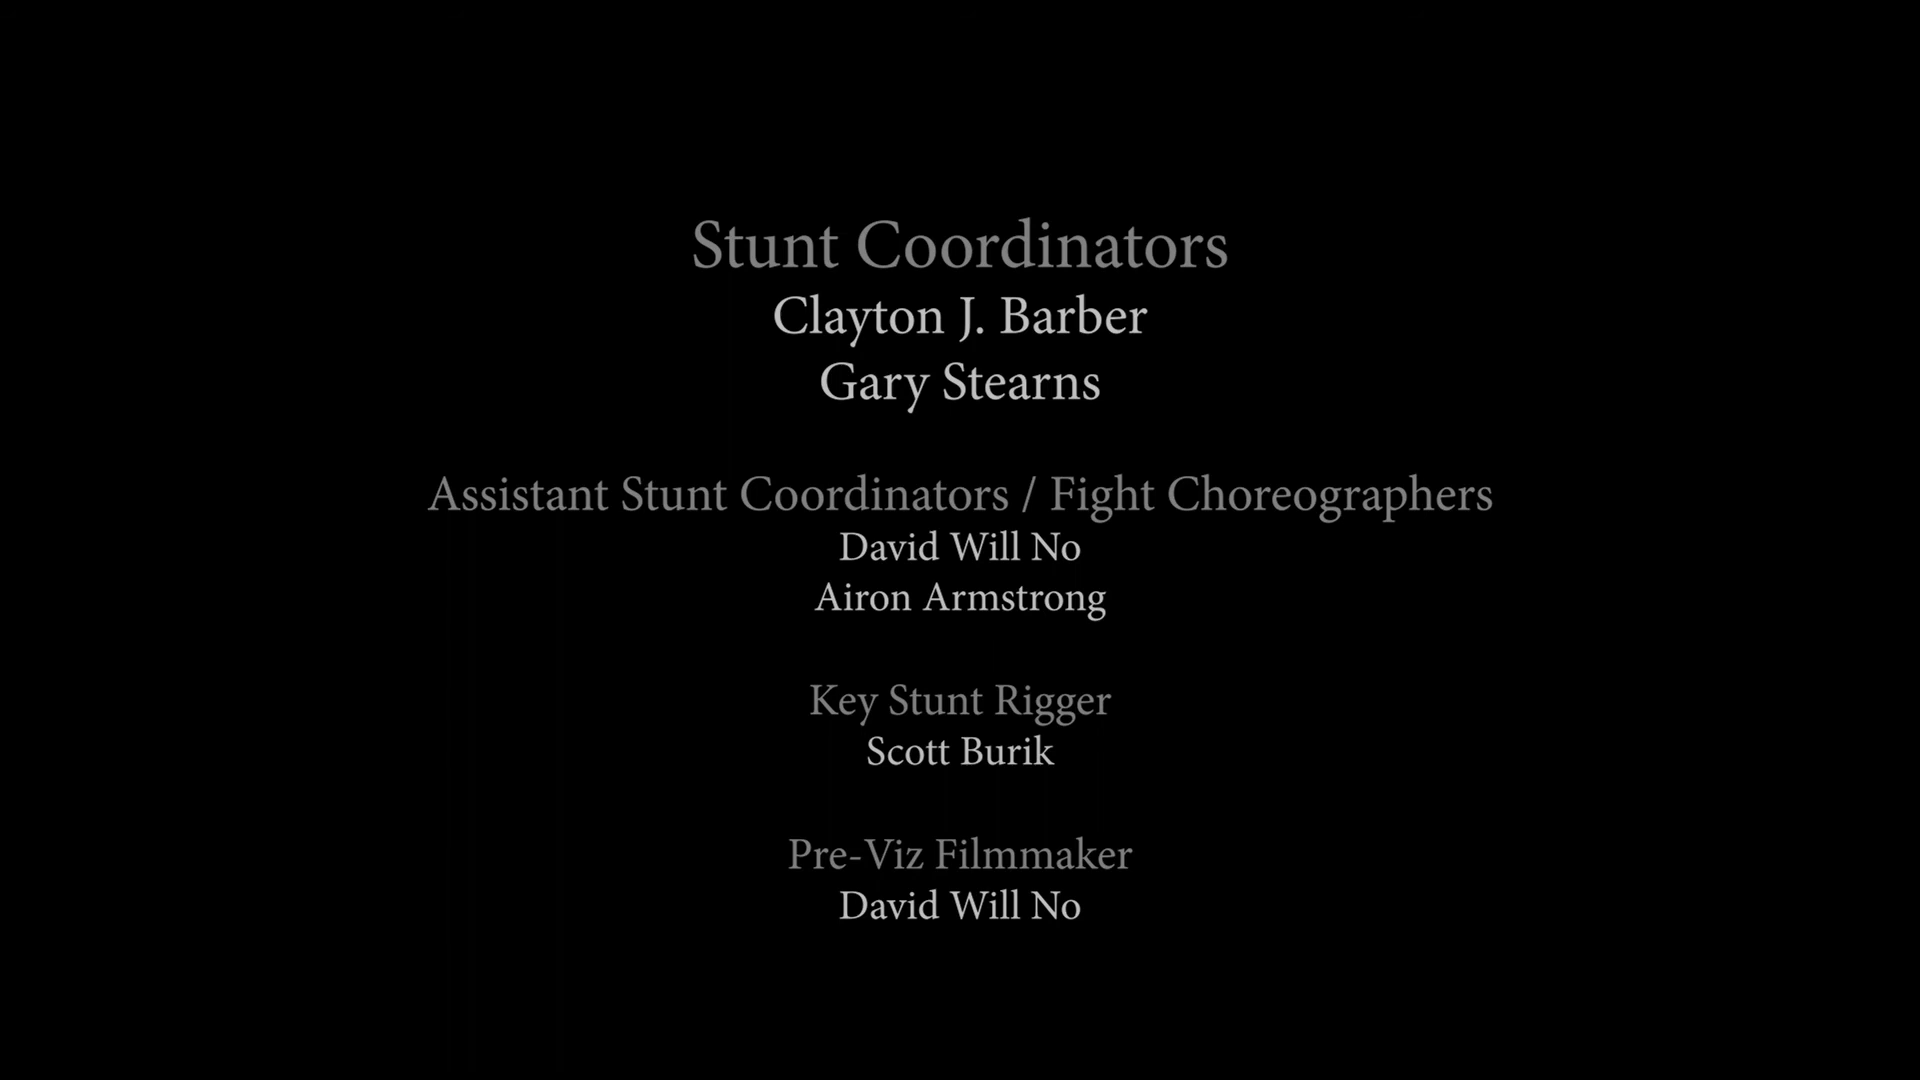 Stunt Coordinators
Clayton J. Barber
Gary Stearns
Assistant Stunt Coordinators / Fight Choreographers
David Will No
Airon Armstrong
Key Stunt Rigger
Scott Burik
Pre-Viz Filmmaker
David Will No